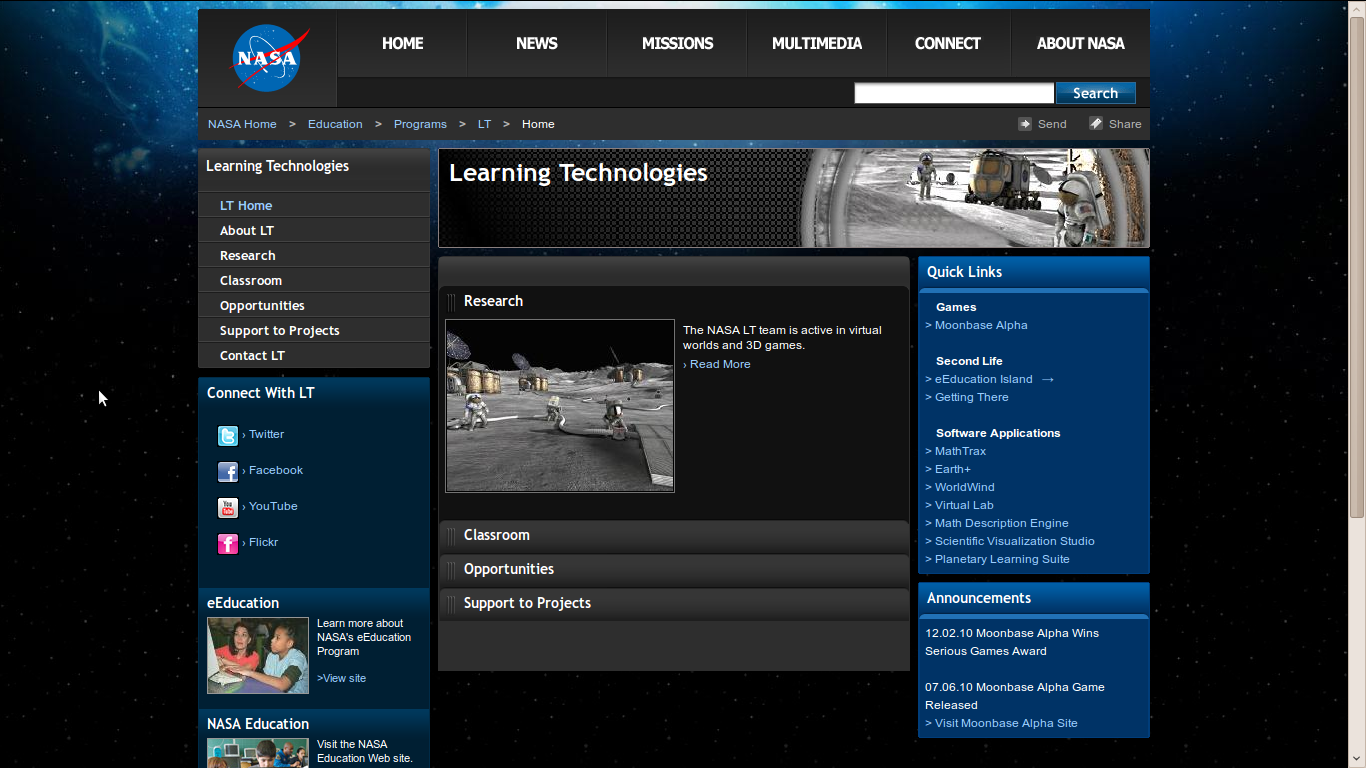 NASA
HOME
NEWS
MISSIONS
MULTIMEDIA
CONNECT
ABOUT NASA
Search
NASA Home > Education > Programs > LT > Home
Send
Share
Learning Technologies
LT Home
About LT
Research
Classroom
Opportunities
Support to Projects
Contact LT
Connect With LT
› Twitter
› Facebook
You
Tube
› YouTube
› Flickr
eEducation
Learn more about
NASA's eEducation
Program
>View site
NASA Education
Visit the NASA
Education Web site.
Learning Technologies
Research
The NASA LT team is active in virtual
worlds and 3D games.
› Read More
Classroom
Opportunities
Support to Projects
Quick Links
Games
> Moonbase Alpha
Second Life
> eEducation Island →
> Getting There
Software Applications
> MathTrax
> Earth+
> WorldWind
> Virtual Lab
> Math Description Engine
> Scientific Visualization Studio
> Planetary Learning Suite
Announcements
12.02.10 Moonbase Alpha Wins
Serious Games Award
07.06.10 Moonbase Alpha Game
Released
> Visit Moonbase Alpha Site